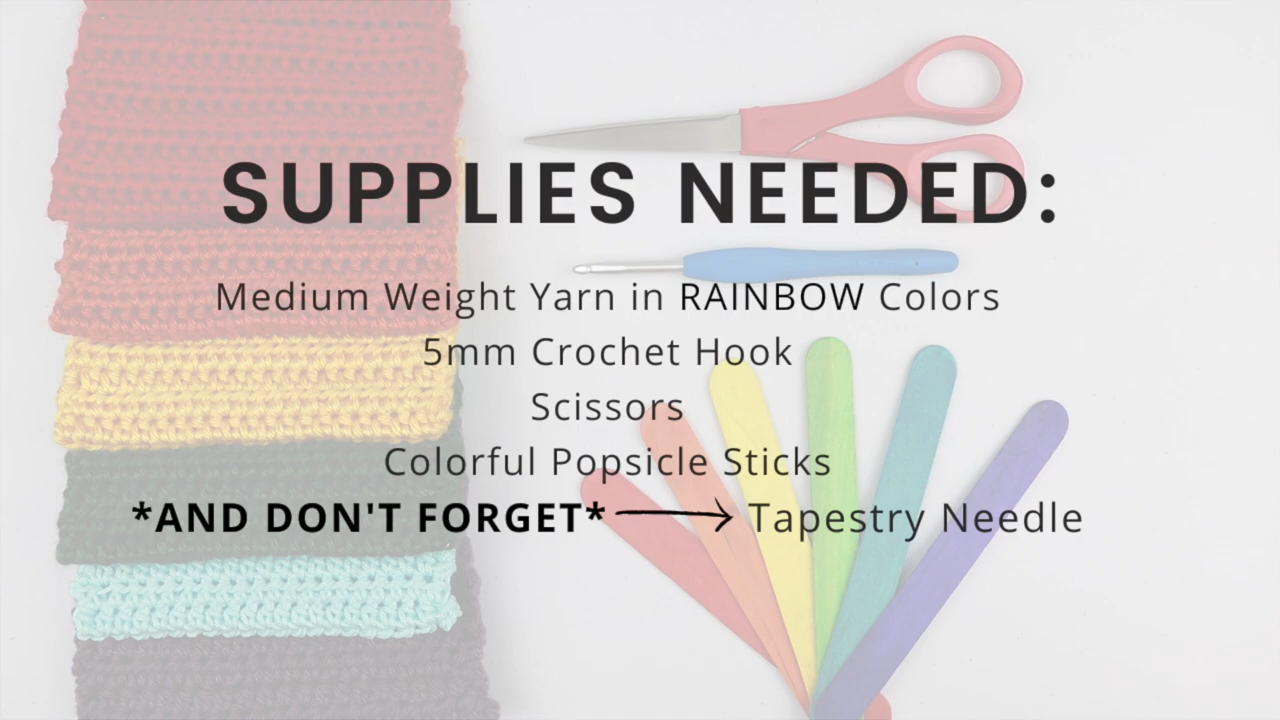 SUPPLIES NEEDED:
Medium Weight Yarn in RAINBOW Colors
5mm Crochet Hook
Scissors
Colorful Popsicle Sticks
*AND DON'T FORGET* → Tapestry Needle